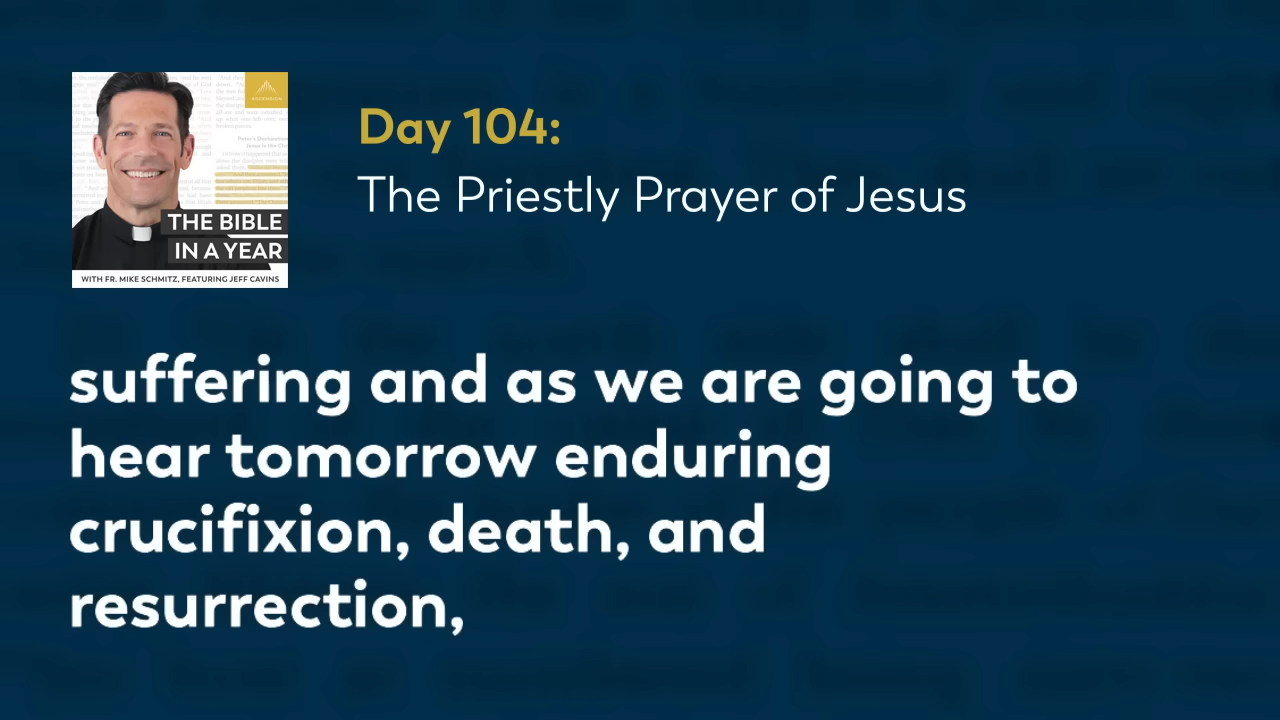 ASCENSION
THE BIBLE
IN A YEAR
WITH FR. MIKE SCHMITZ, FEATURING JEFF CAVINS
Day 104:
The Priestly Prayer of Jesus
suffering and as we are going to
hear tomorrow enduring
crucifixion, death, and
resurrection,